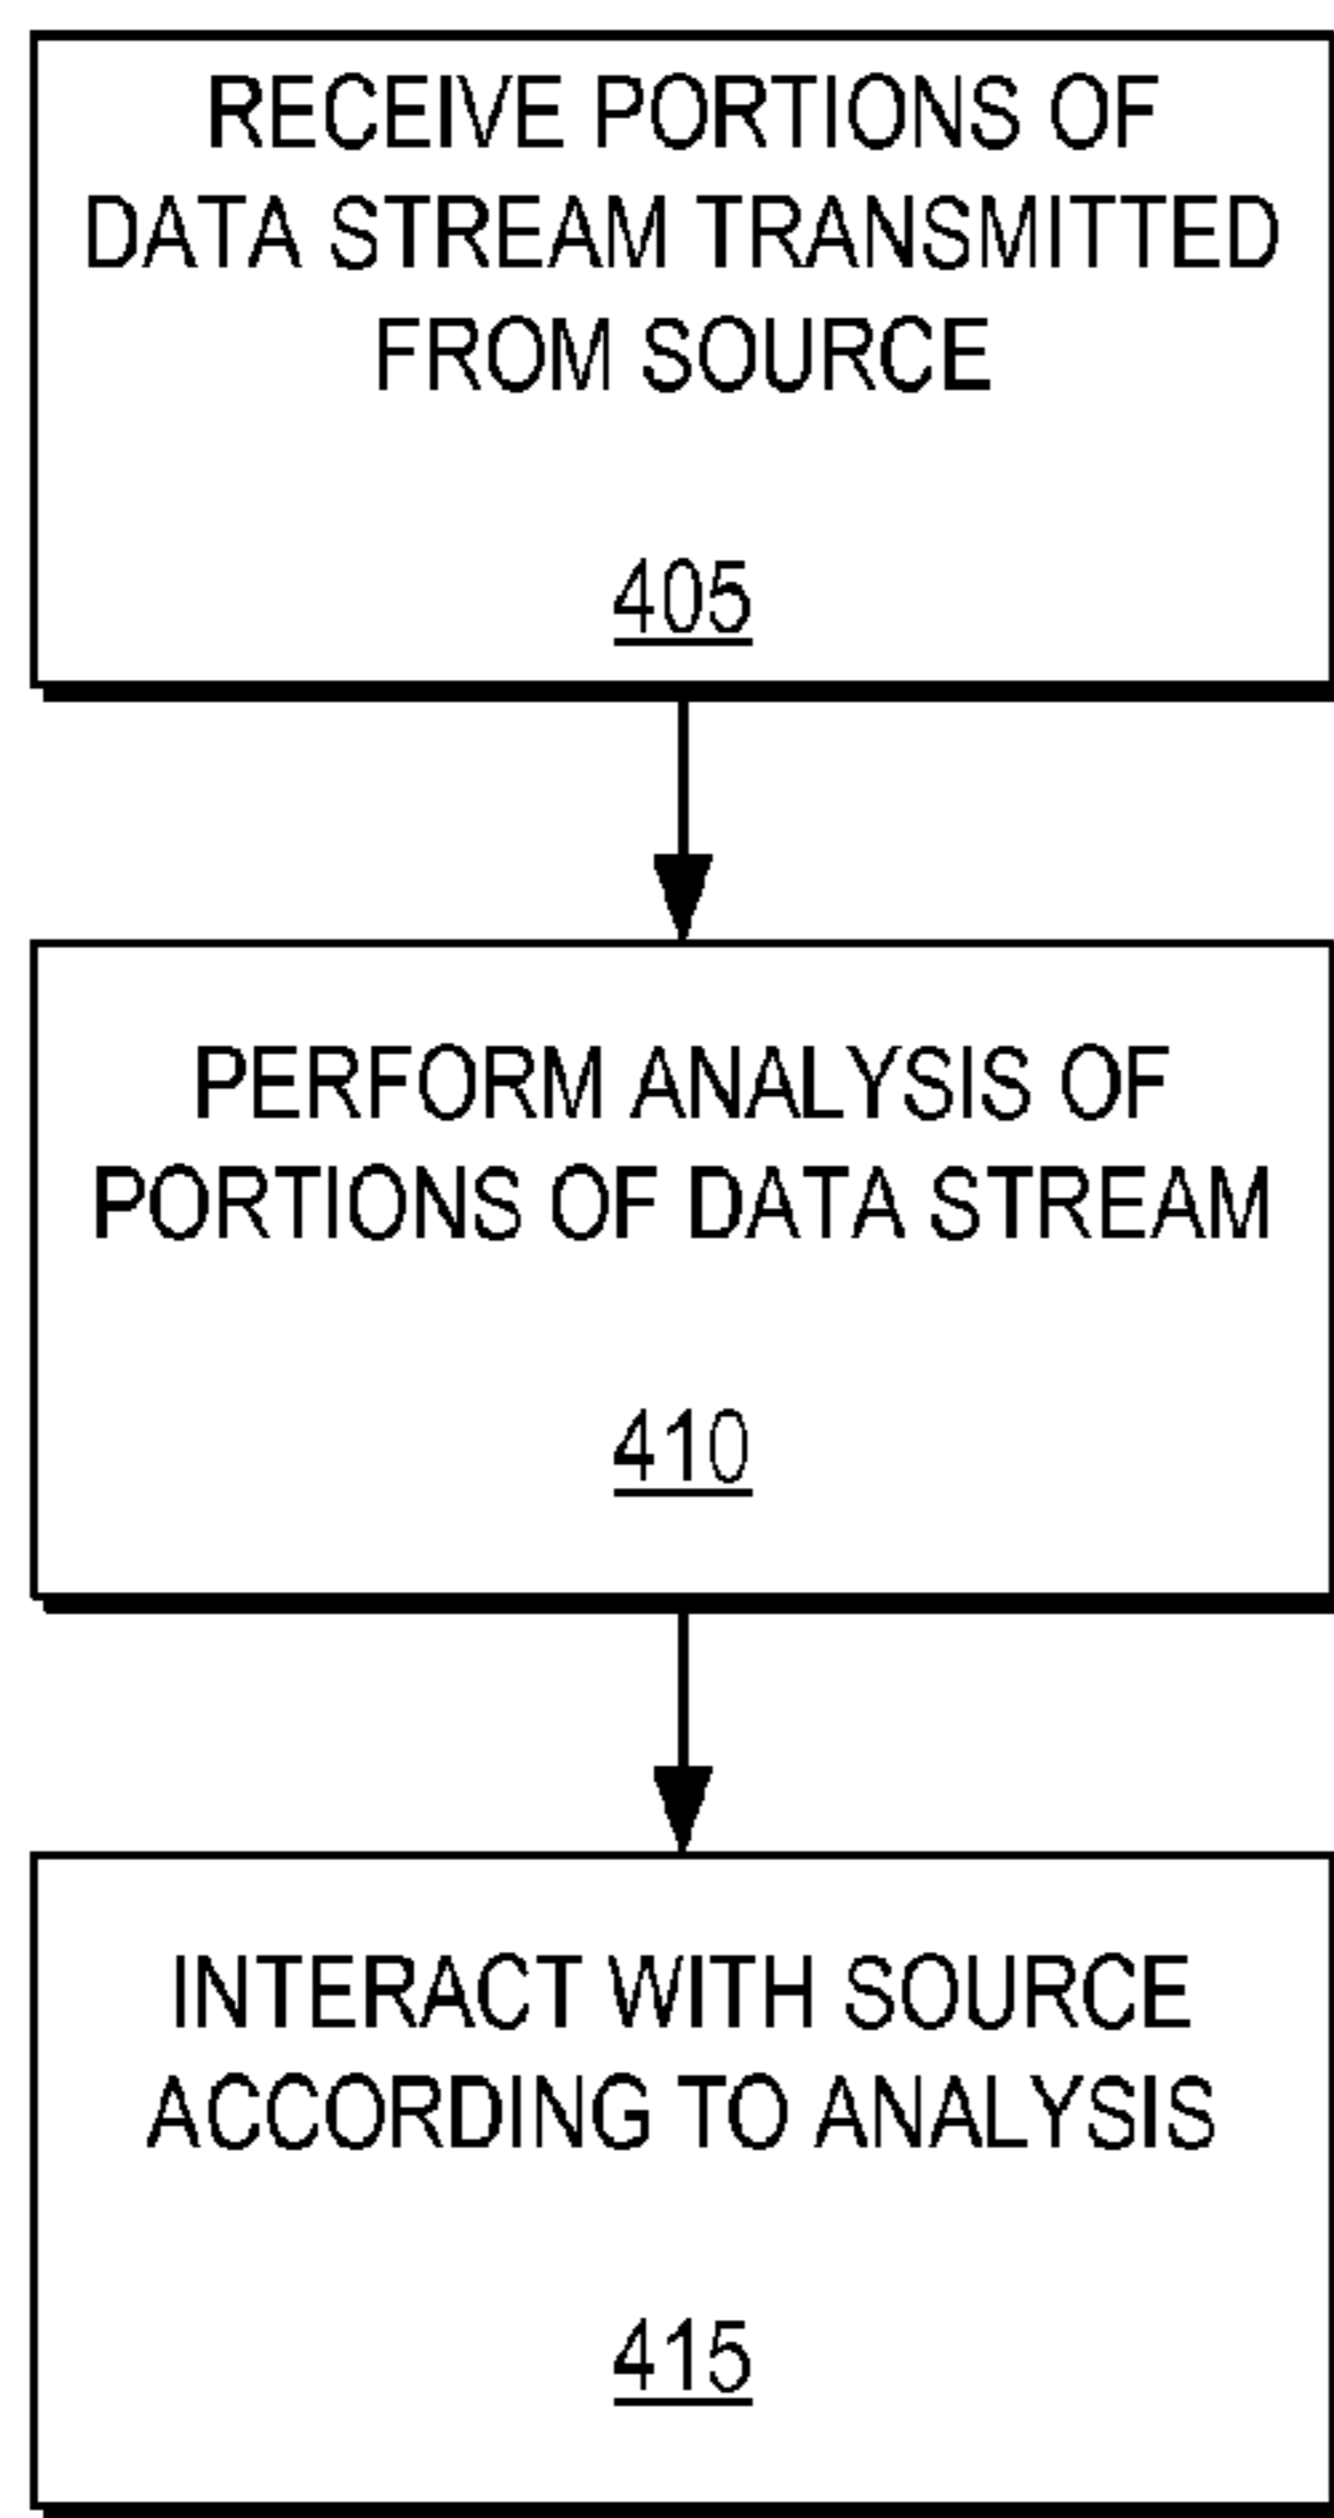 RECEIVE PORTIONS OF
DATA STREAM TRANSMITTED
FROM SOURCE
405
PERFORM ANALYSIS OF
PORTIONS OF DATA STREAM
410
INTERACT WITH SOURCE
ACCORDING TO ANALYSIS
415